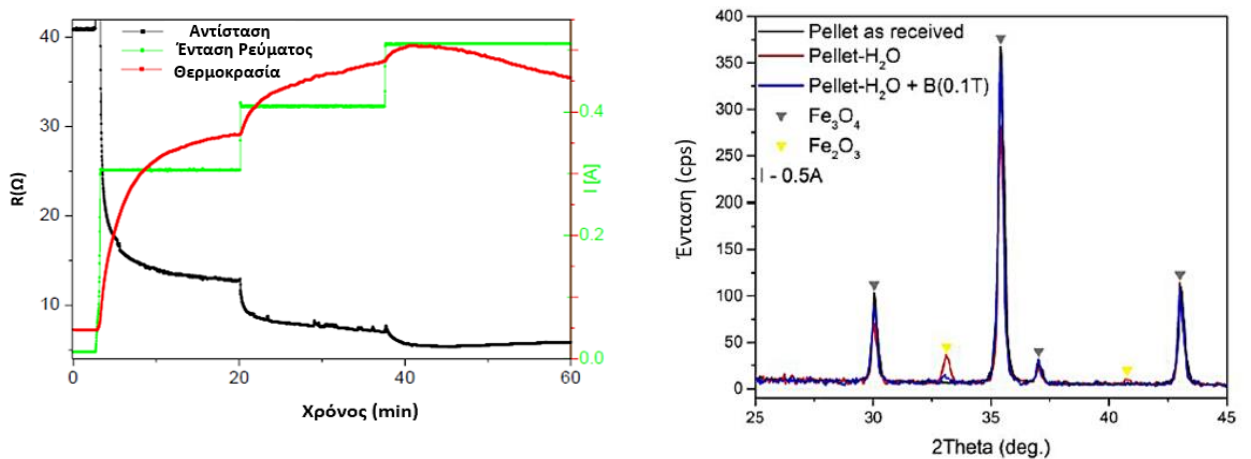 Αντίσταση
Ένταση Ρεύματος
Θερμοκρασία
40
30
20
10
R(Ω)
0
20
40
60
Χρόνος (min)
0.4
0.2
0.0
I [A]
400
350
300
250
200
150
100
50
0
Ένταση (cps)
Pellet as received
Pellet-H₂O
Pellet-H₂O + B(0.1T)
Fe₃O₄
Fe₂O₃
I - 0.5A
25
30
35
40
45
2Theta (deg.)